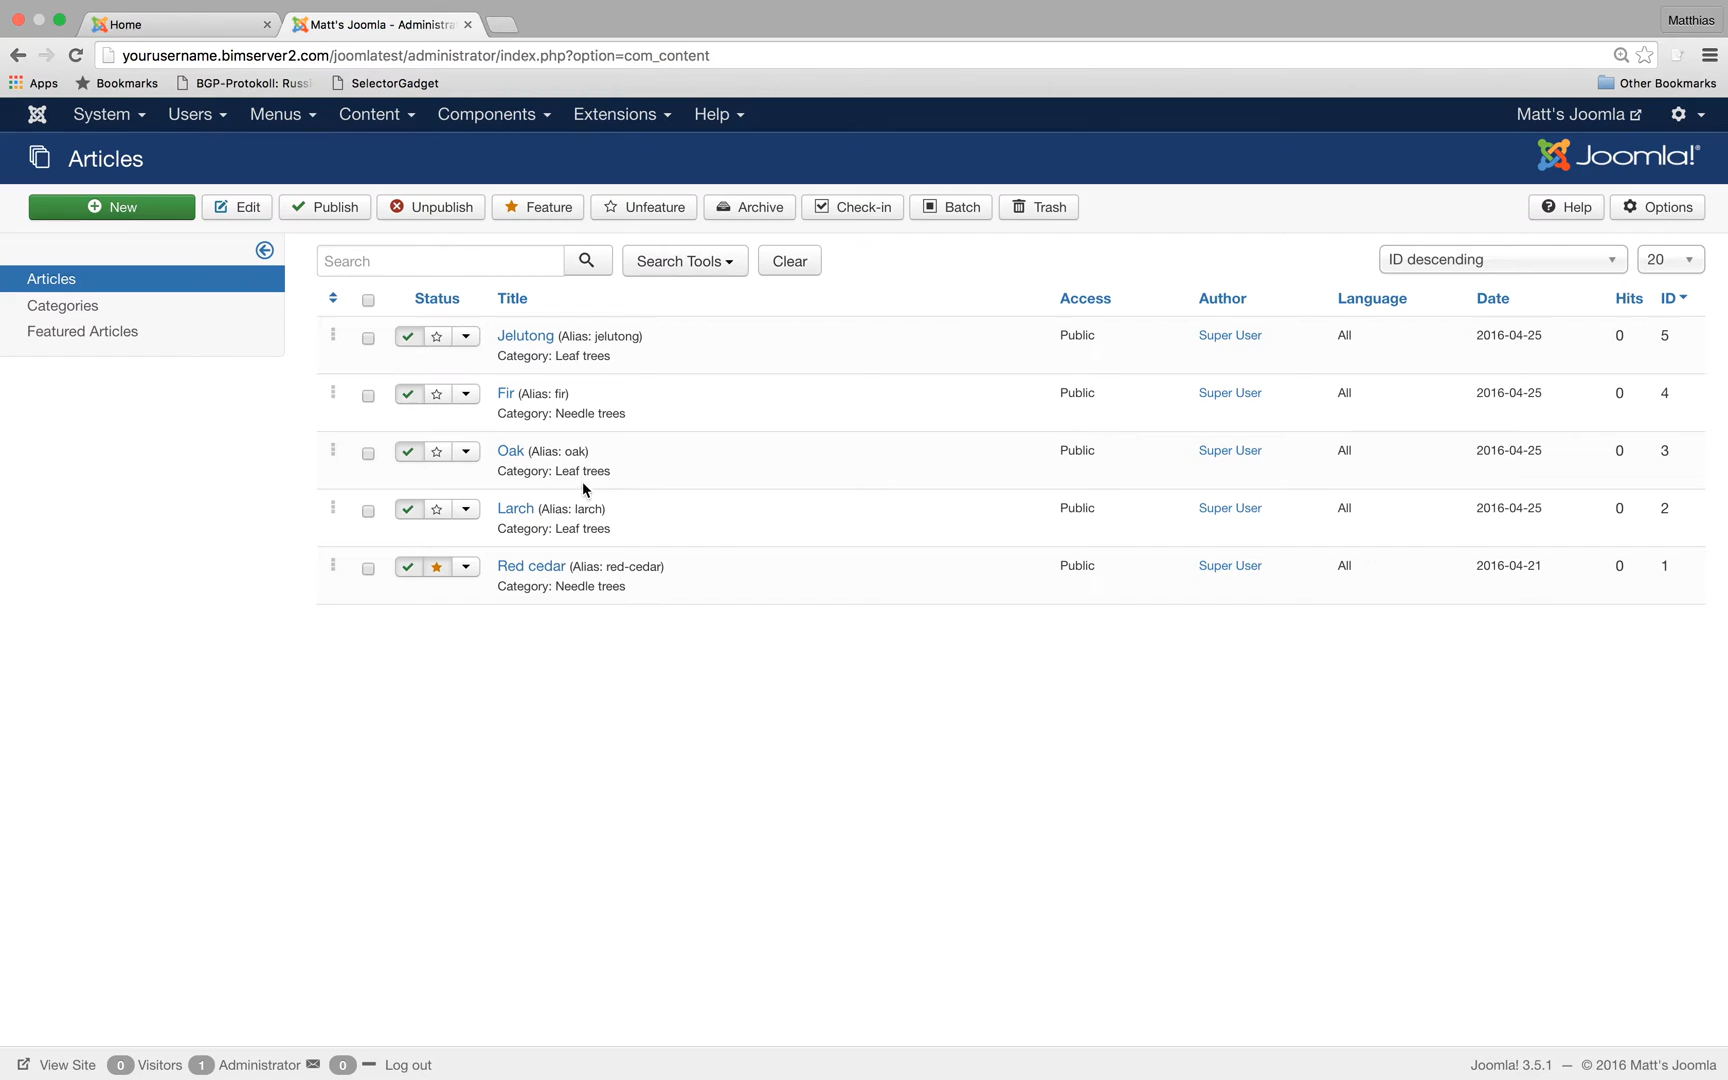 Home
Matt's Joomla - Administra
Matthias
yourusername.bimserver2.com/joomlatest/administrator/index.php?option=com_content
Apps Bookmarks BGP-Protokoll: Russ SelectorGadget Other Bookmarks
System Users Menus Content Components Extensions Help Matt's Joomla
Articles Joomla!®
New Edit Publish Unpublish Feature Unfeature Archive Check-in Batch Trash Help Options
Search Search Tools Clear ID descending 20
Articles
Categories
Featured Articles
Status Title Access Author Language Date Hits ID
Jelutong (Alias: jelutong) Public Super User All 2016-04-25 0 5
Category: Leaf trees
Fir (Alias: fir) Public Super User All 2016-04-25 0 4
Category: Needle trees
Oak (Alias: oak) Public Super User All 2016-04-25 0 3
Category: Leaf trees
Larch (Alias: larch) Public Super User All 2016-04-25 0 2
Category: Leaf trees
Red cedar (Alias: red-cedar) Public Super User All 2016-04-21 0 1
Category: Needle trees
View Site 0 Visitors 1 Administrator 0 Log out Joomla! 3.5.1 — © 2016 Matt's Joomla